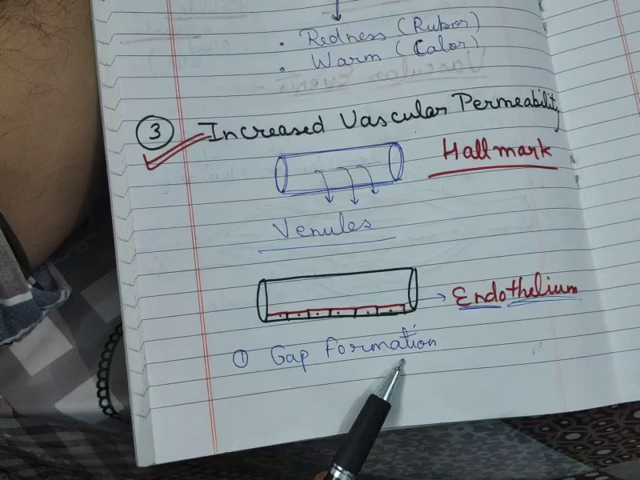 • Redness (Rubor)
• Warm (Calor)
③ Increased Vascular Permeability
Hallmark
Venules
Endothelium
① Gap Formation